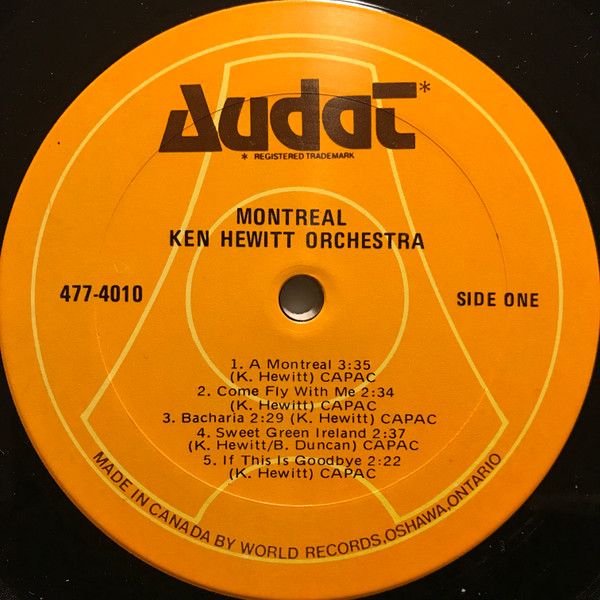 Audat*
* REGISTERED TRADEMARK
MONTREAL
KEN HEWITT ORCHESTRA
477-4010
SIDE ONE
1. A Montreal 3:35
(K. Hewitt) CAPAC
2. Come Fly With Me 2:34
(K. Hewitt) CAPAC
3. Bacharia 2:29 (K. Hewitt) CAPAC
4. Sweet Green Ireland 2:37
(K. Hewitt/B. Duncan) CAPAC
5. If This Is Goodbye 2:22
(K. Hewitt) CAPAC
MADE IN CANADA BY WORLD RECORDS,OSHAWA,ONTARIO